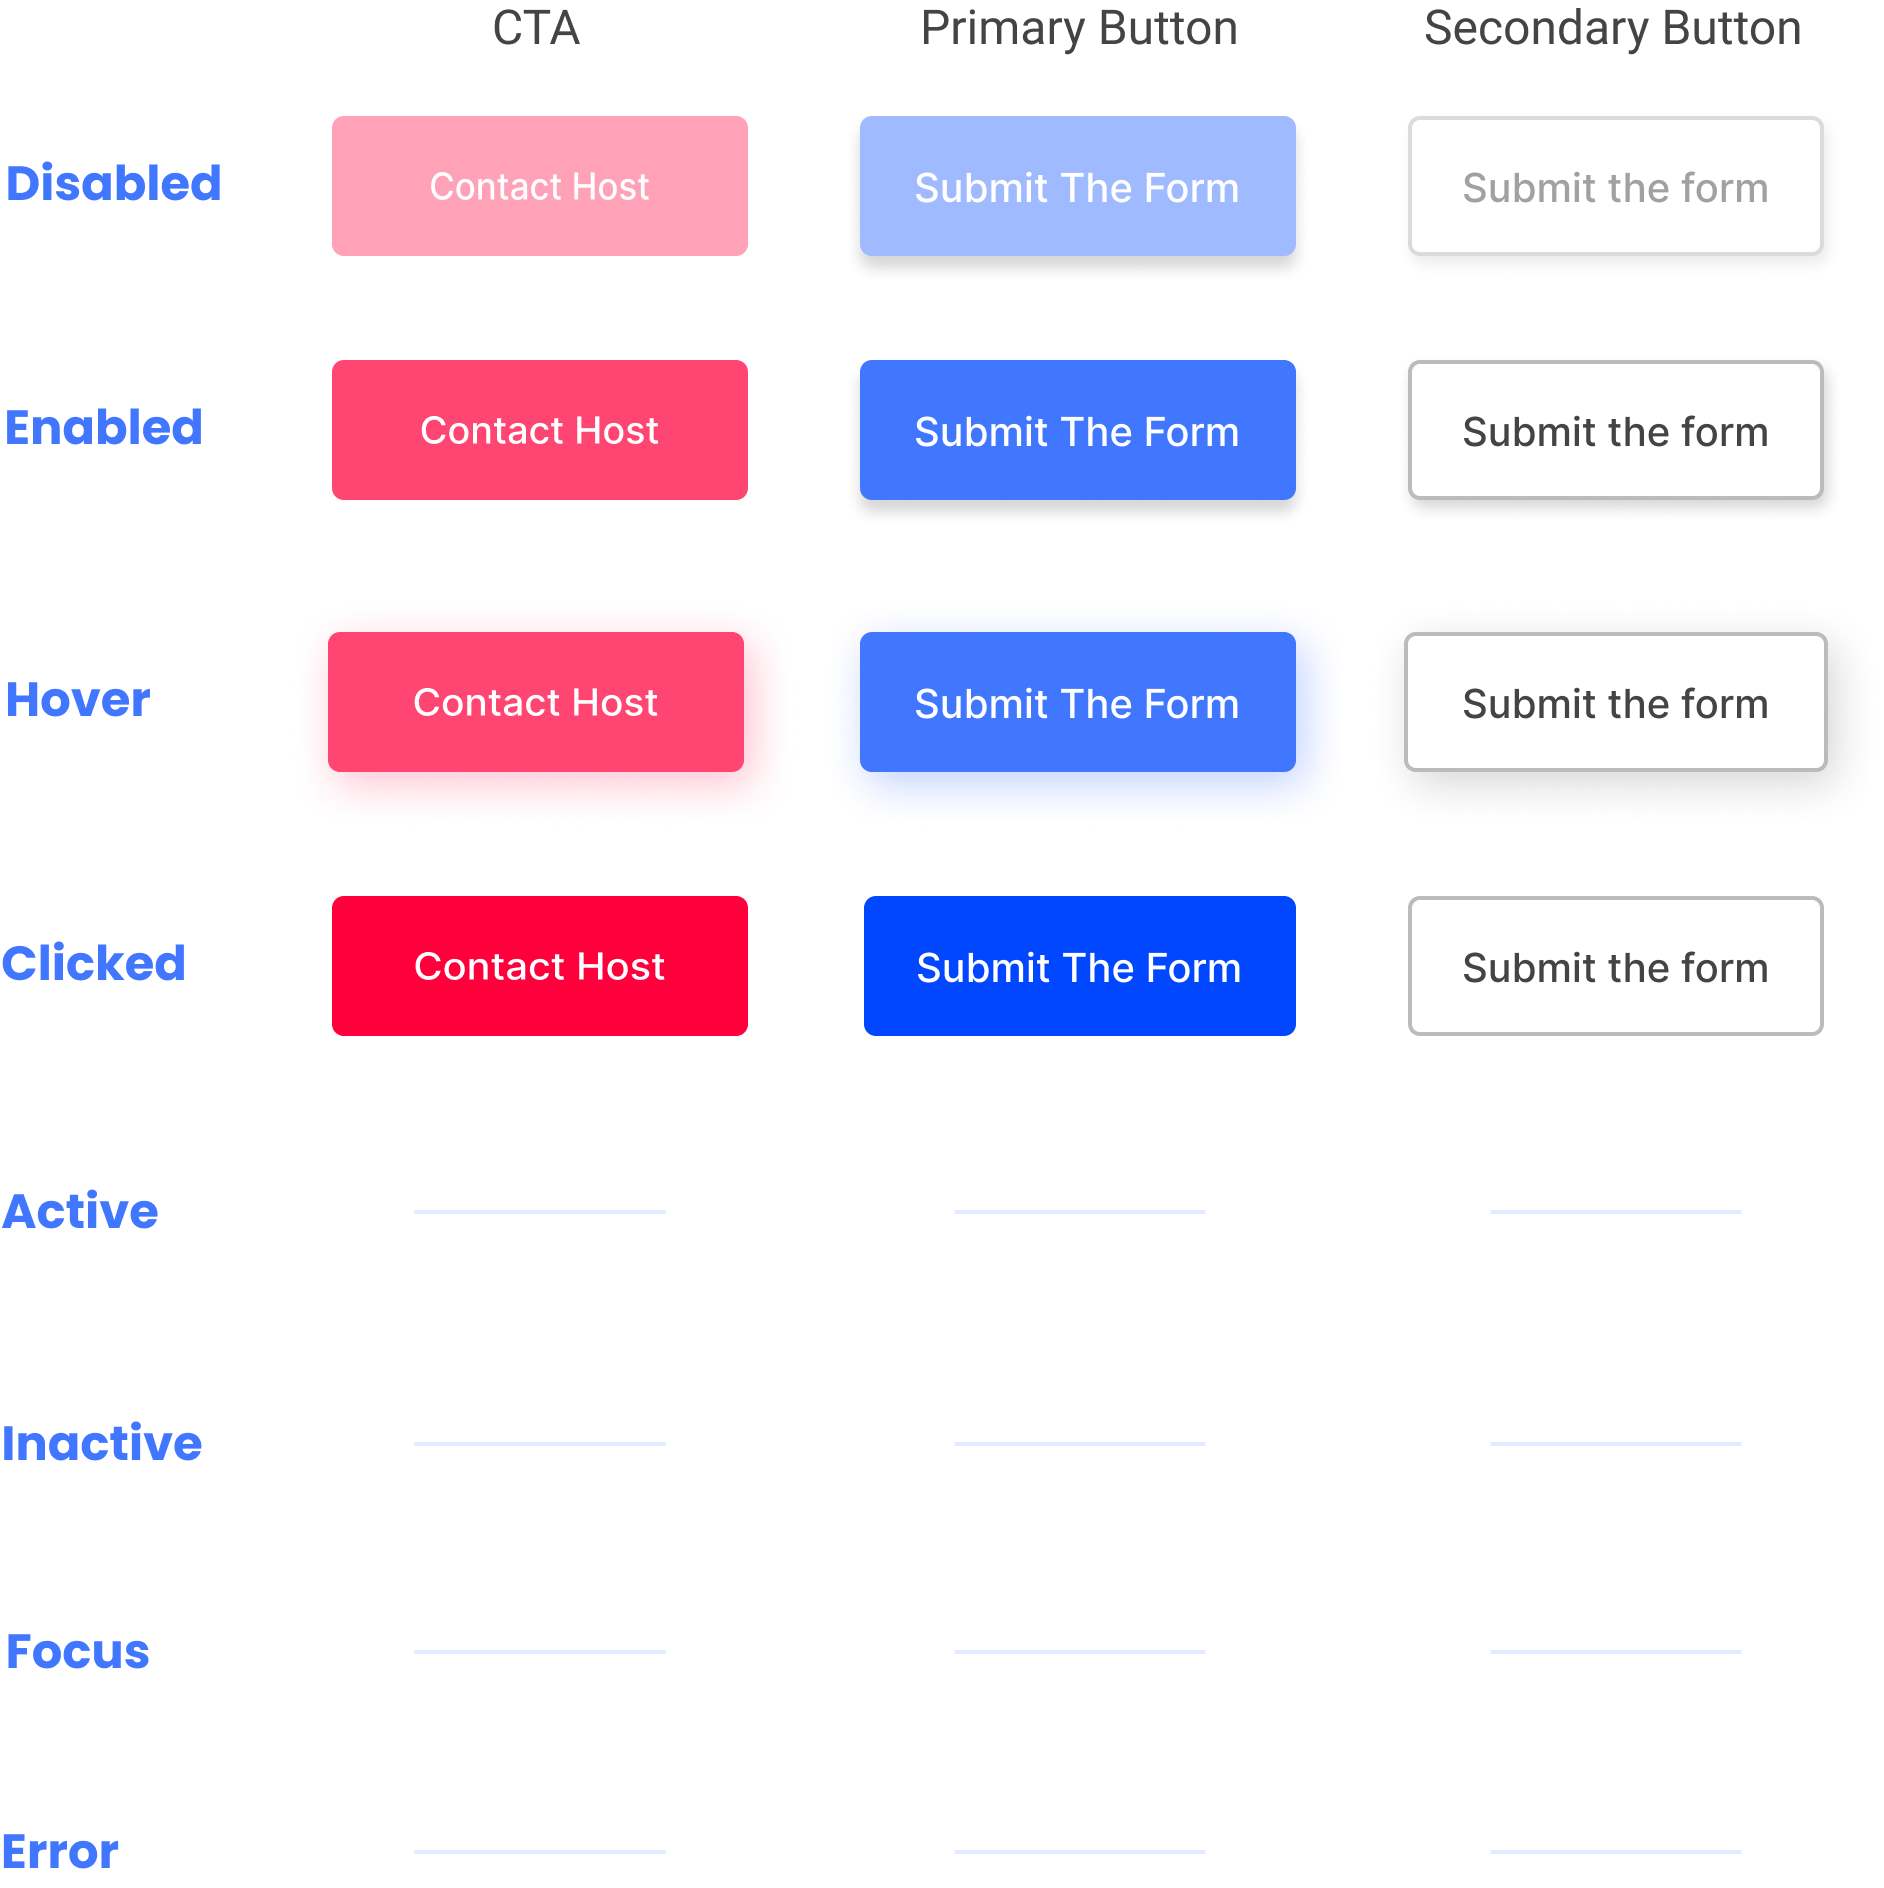 CTA Primary Button Secondary Button
Disabled Contact Host Submit The Form Submit the form
Enabled Contact Host Submit The Form Submit the form
Hover Contact Host Submit The Form Submit the form
Clicked Contact Host Submit The Form Submit the form
Active
Inactive
Focus
Error